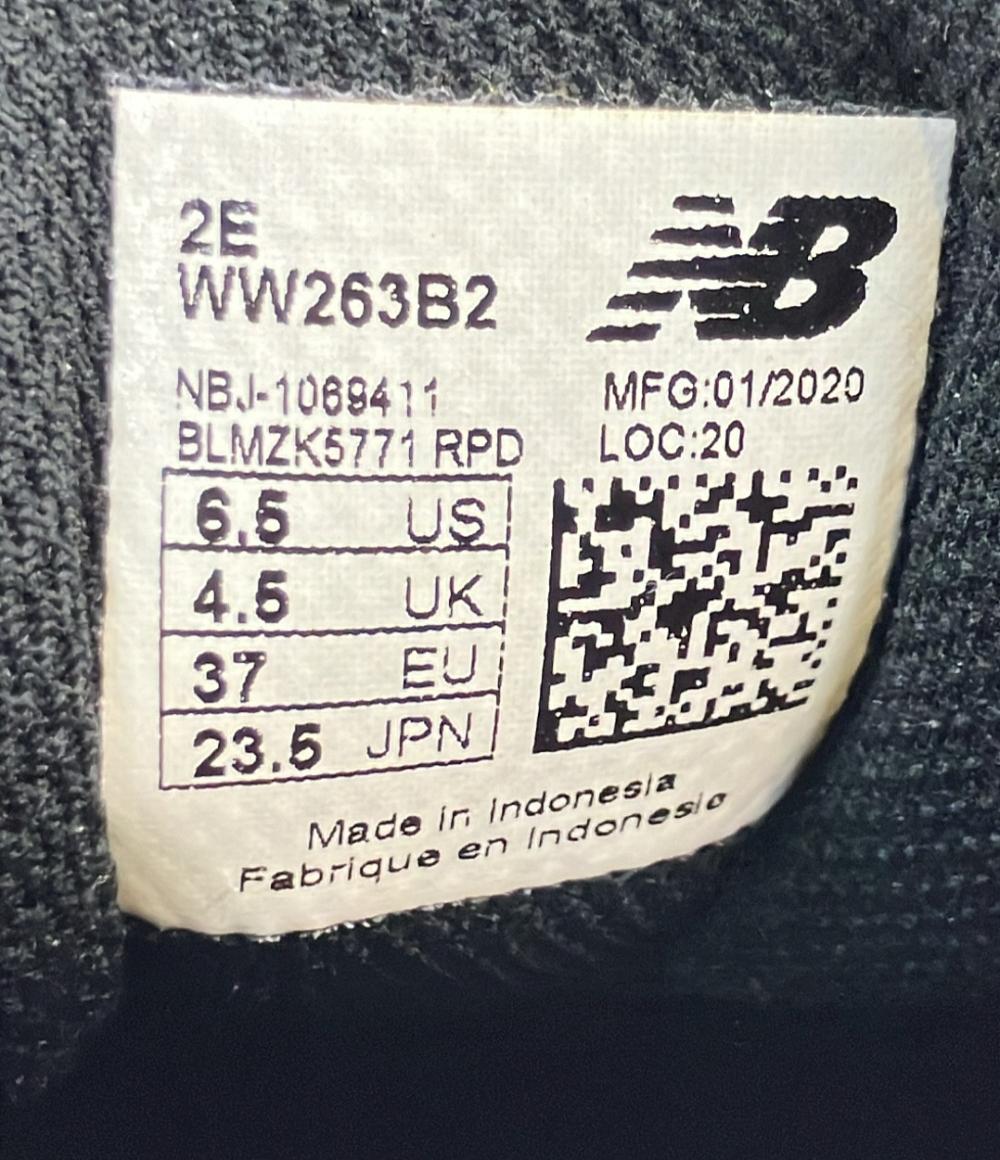 2E
WW263B2
NB
NBJ-1069411
MFG:01/2020
BLMZK5771 RPD
LOC:20
6.5 US
4.5 UK
37 EU
23.5 JPN
Made in Indonesia
Fabrique en Indonesie